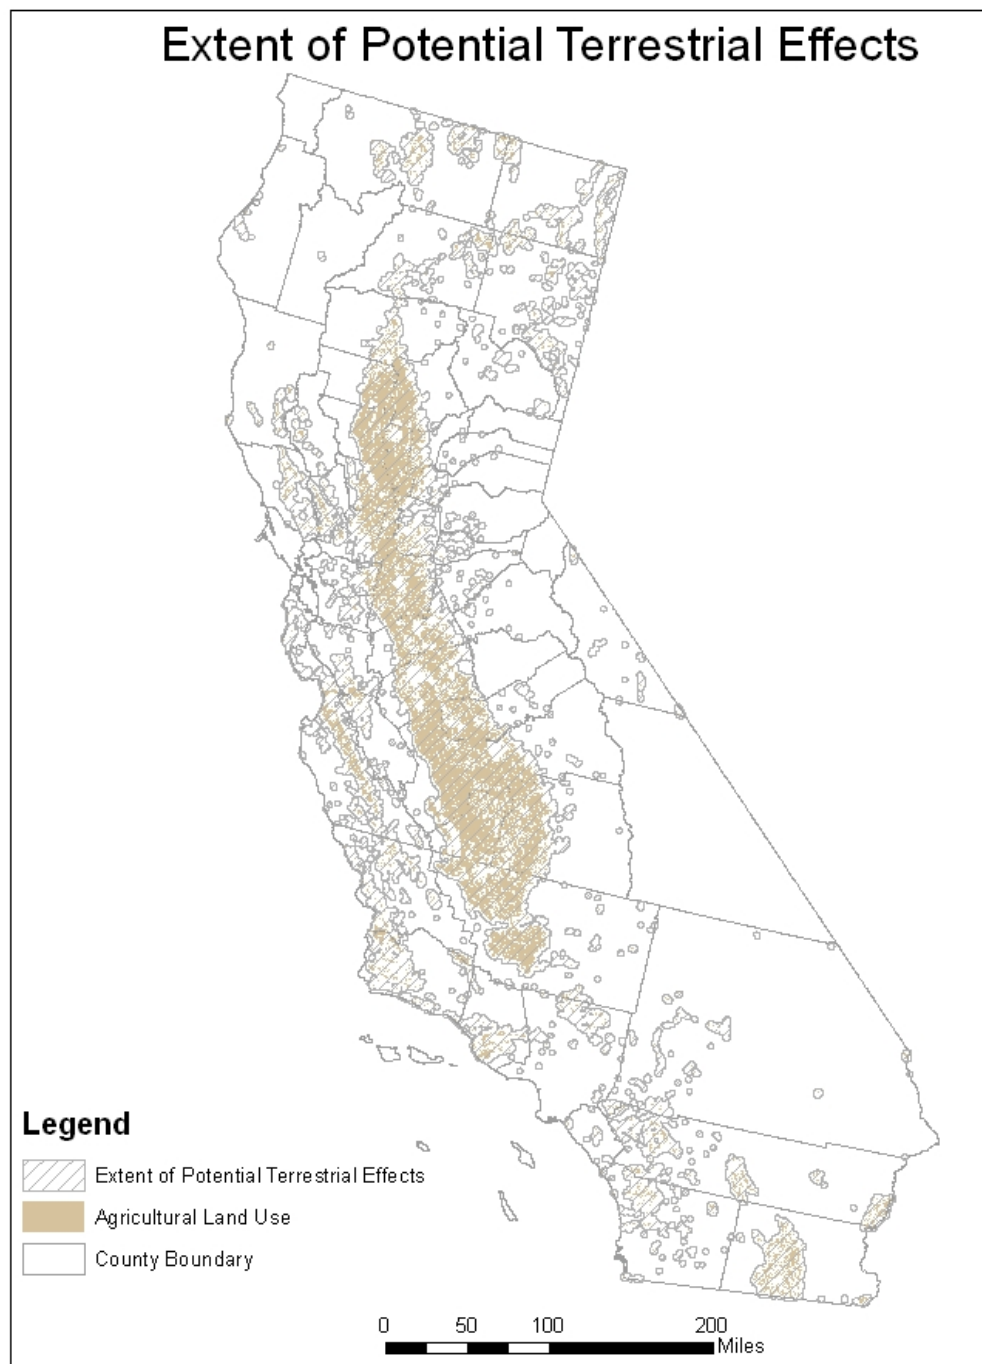 Extent of Potential Terrestrial Effects
Legend
Extent of Potential Terrestrial Effects
Agricultural Land Use
County Boundary
0 50 100 200
Miles